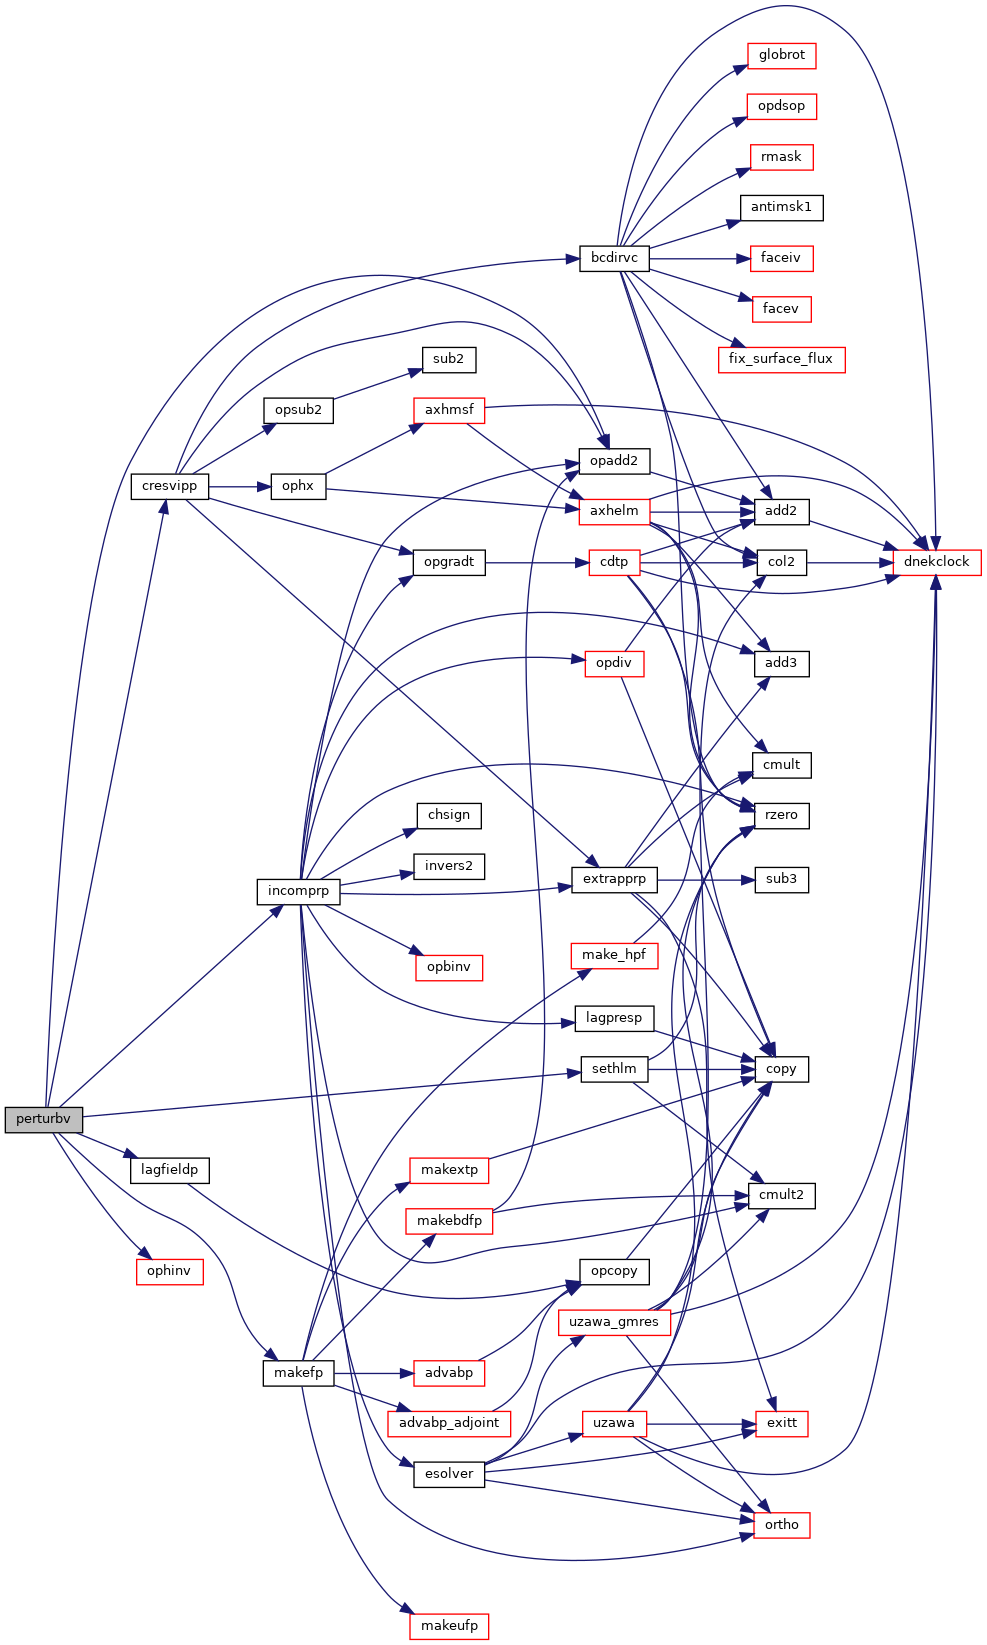 globrot
opdsop
rmask
antimsk1
bcdirvc
faceiv
facev
sub2
fix_surface_flux
opsub2
axhmsf
opadd2
cresvipp
ophx
axhelm
add2
opgradt
cdtp
col2
dnekclock
opdiv
add3
cmult
chsign
rzero
invers2
incomprp
extrapprp
sub3
opbinv
make_hpf
lagpresp
sethlm
copy
perturbv
lagfieldp
makextp
cmult2
makebdfp
ophinv
opcopy
uzawa_gmres
makefp
advabp
advabp_adjoint
uzawa
exitt
esolver
ortho
makeufp